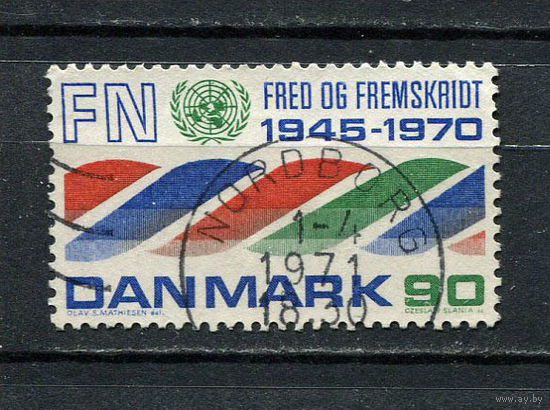 FN
FRED OG FREMSKRIDT
1945-1970
NORDBORG
1-4
1971
18.30
DANMARK 90
OLAV S. MATHIESEN del.
CZESLAW SLANIA sc.
www.ay.by